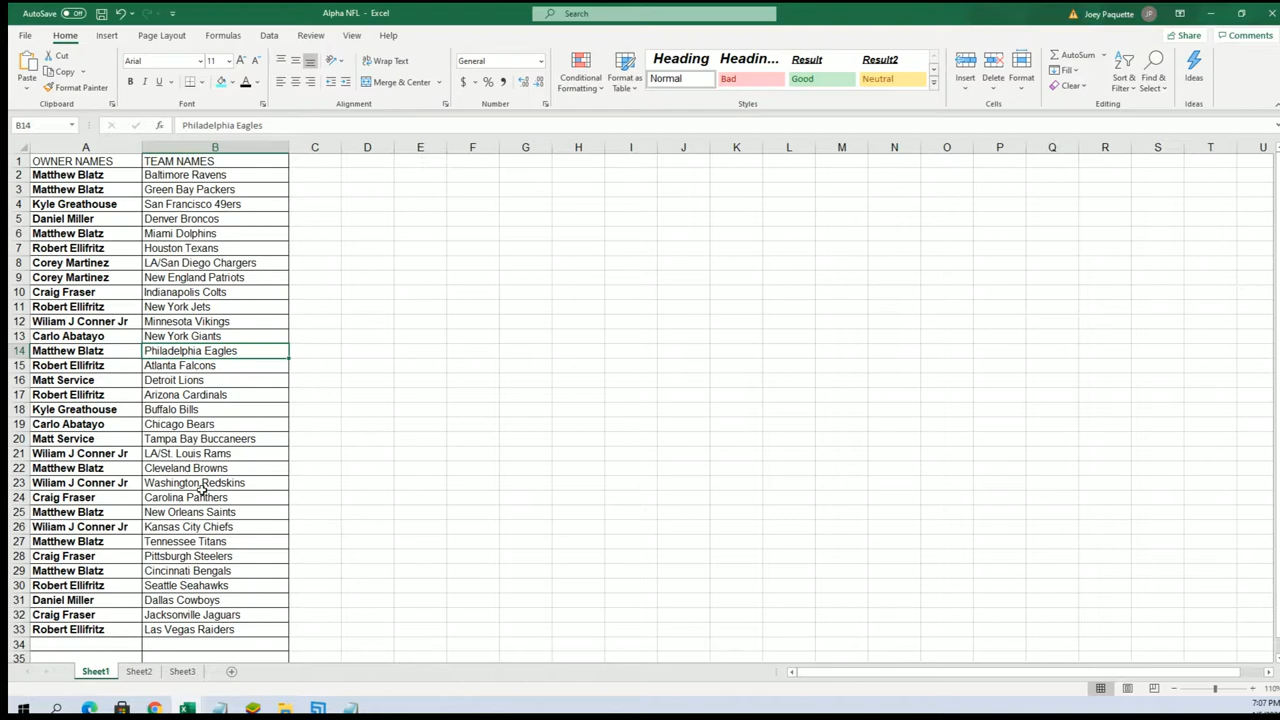 AutoSave Off Alpha NFL - Excel Search Joey Paquette JP
File Home Insert Page Layout Formulas Data Review View Help Share Comments
Paste Cut Copy Format Painter Clipboard
Arial 11 A A B I U A Font
Wrap Text Merge & Center Alignment
General $ % , Number
Conditional Formatting Format as Table
Heading Headin... Result Result2
Normal Bad Good Neutral
Styles
Insert Delete Format Cells
AutoSum Fill Clear Sort & Filter Find & Select Editing
Ideas Ideas
B14 fx Philadelphia Eagles
A B C D E F G H I J K L M N O P Q R S T U
1 OWNER NAMES TEAM NAMES
2 Matthew Blatz Baltimore Ravens
3 Matthew Blatz Green Bay Packers
4 Kyle Greathouse San Francisco 49ers
5 Daniel Miller Denver Broncos
6 Matthew Blatz Miami Dolphins
7 Robert Ellifritz Houston Texans
8 Corey Martinez LA/San Diego Chargers
9 Corey Martinez New England Patriots
10 Craig Fraser Indianapolis Colts
11 Robert Ellifritz New York Jets
12 Wiliam J Conner Jr Minnesota Vikings
13 Carlo Abatayo New York Giants
14 Matthew Blatz Philadelphia Eagles
15 Robert Ellifritz Atlanta Falcons
16 Matt Service Detroit Lions
17 Robert Ellifritz Arizona Cardinals
18 Kyle Greathouse Buffalo Bills
19 Carlo Abatayo Chicago Bears
20 Matt Service Tampa Bay Buccaneers
21 Wiliam J Conner Jr LA/St. Louis Rams
22 Matthew Blatz Cleveland Browns
23 Wiliam J Conner Jr Washington Redskins
24 Craig Fraser Carolina Panthers
25 Matthew Blatz New Orleans Saints
26 Wiliam J Conner Jr Kansas City Chiefs
27 Matthew Blatz Tennessee Titans
28 Craig Fraser Pittsburgh Steelers
29 Matthew Blatz Cincinnati Bengals
30 Robert Ellifritz Seattle Seahawks
31 Daniel Miller Dallas Cowboys
32 Craig Fraser Jacksonville Jaguars
33 Robert Ellifritz Las Vegas Raiders
34
35
Sheet1 Sheet2 Sheet3
110%
7:07 PM